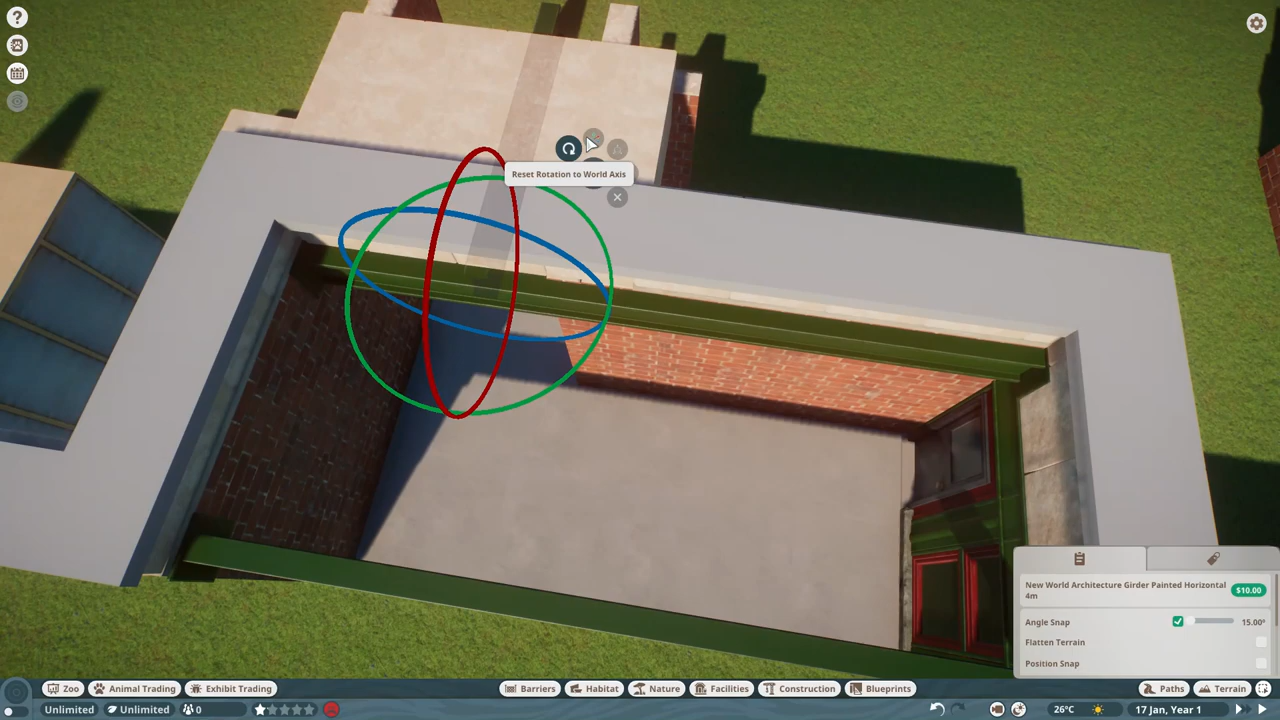 ?
Reset Rotation to World Axis
New World Architecture Girder Painted Horizontal
4m
$10.00
Angle Snap
15.00°
Flatten Terrain
Position Snap
Zoo
Animal Trading
Exhibit Trading
Barriers
Habitat
Nature
Facilities
Construction
Blueprints
Paths
Terrain
Unlimited
Unlimited
0
26°C
17 Jan, Year 1